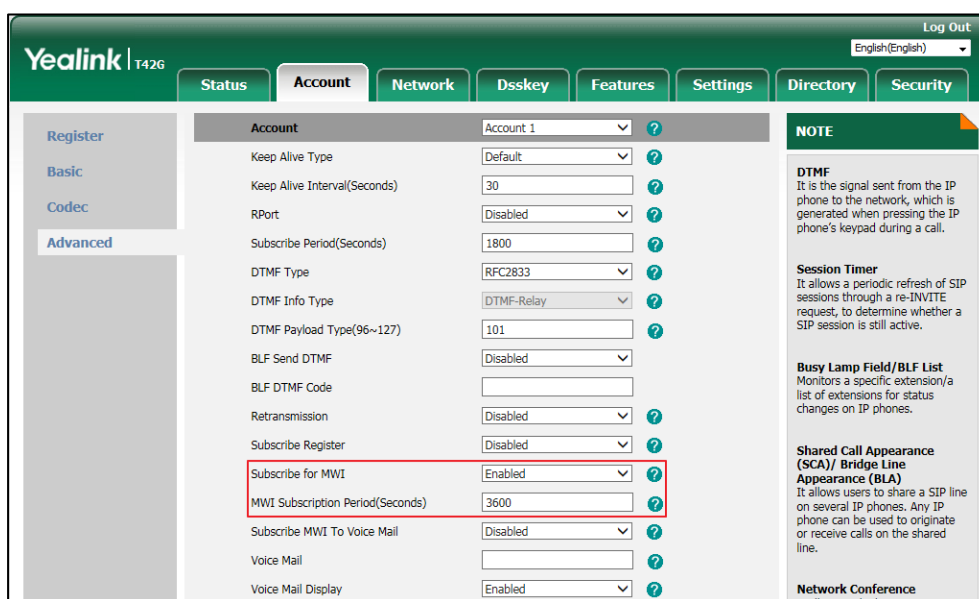 Log Out
Yealink | T42G
English(English)
Status Account Network Dsskey Features Settings Directory Security
Register
Basic
Codec
Advanced
Account Account 1
Keep Alive Type Default
Keep Alive Interval(Seconds) 30
RPort Disabled
Subscribe Period(Seconds) 1800
DTMF Type RFC2833
DTMF Info Type DTMF-Relay
DTMF Payload Type(96~127) 101
BLF Send DTMF Disabled
BLF DTMF Code
Retransmission Disabled
Subscribe Register Disabled
Subscribe for MWI Enabled
MWI Subscription Period(Seconds) 3600
Subscribe MWI To Voice Mail Disabled
Voice Mail
Voice Mail Display Enabled
NOTE
DTMF
It is the signal sent from the IP
phone to the network, which is
generated when pressing the IP
phone's keypad during a call.
Session Timer
It allows a periodic refresh of SIP
sessions through a re-INVITE
request, to determine whether a
SIP session is still active.
Busy Lamp Field/BLF List
Monitors a specific extension/a
list of extensions for status
changes on IP phones.
Shared Call Appearance
(SCA)/ Bridge Line
Appearance (BLA)
It allows users to share a SIP line
on several IP phones. Any IP
phone can be used to originate
or receive calls on the shared
line.
Network Conference